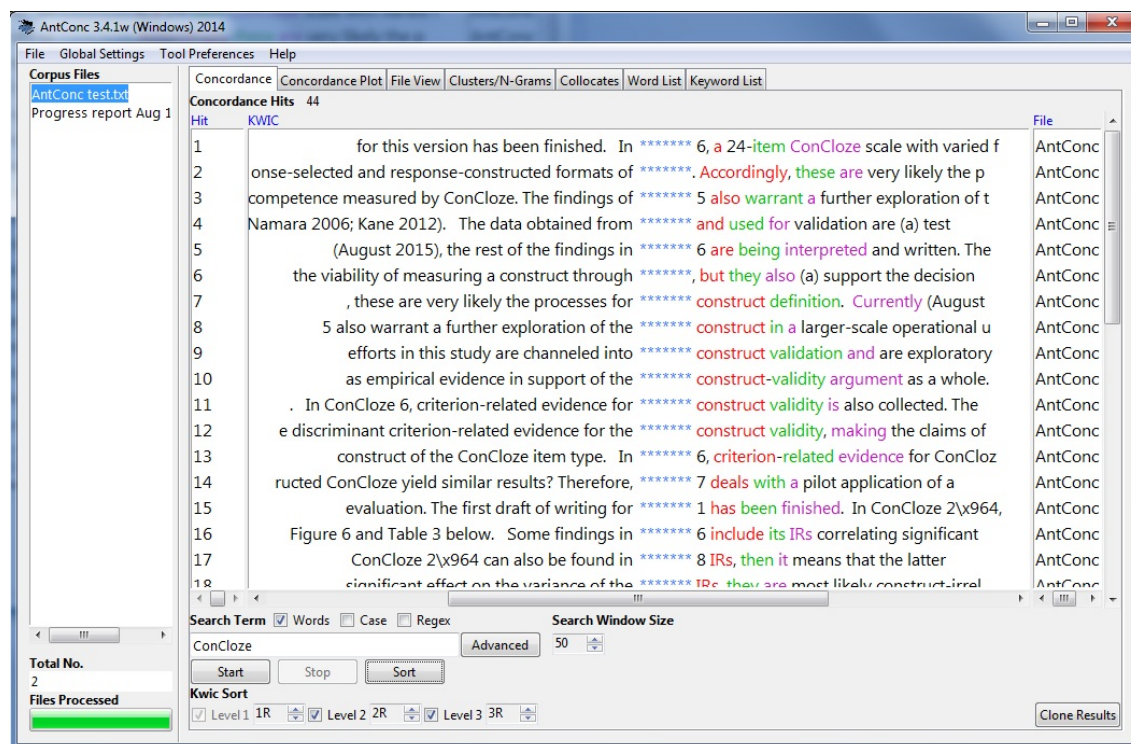 AntConc 3.4.1w (Windows) 2014
File Global Settings Tool Preferences Help
Corpus Files
AntConc test.txt
Progress report Aug 1
Concordance Concordance Plot File View Clusters/N-Grams Collocates Word List Keyword List
Concordance Hits 44
Hit KWIC File
1 for this version has been finished. In ******* 6, a 24-item ConCloze scale with varied f AntConc
2 onse-selected and response-constructed formats of *******. Accordingly, these are very likely the p AntConc
3 competence measured by ConCloze. The findings of ******* 5 also warrant a further exploration of t AntConc
4 Namara 2006; Kane 2012). The data obtained from ******* and used for validation are (a) test AntConc
5 (August 2015), the rest of the findings in ******* 6 are being interpreted and written. The AntConc
6 the viability of measuring a construct through *******, but they also (a) support the decision AntConc
7 , these are very likely the processes for ******* construct definition. Currently (August AntConc
8 5 also warrant a further exploration of the ******* construct in a larger-scale operational u AntConc
9 efforts in this study are channeled into ******* construct validation and are exploratory AntConc
10 as empirical evidence in support of the ******* construct-validity argument as a whole. AntConc
11 . In ConCloze 6, criterion-related evidence for ******* construct validity is also collected. The AntConc
12 e discriminant criterion-related evidence for the ******* construct validity, making the claims of AntConc
13 construct of the ConCloze item type. In ******* 6, criterion-related evidence for ConCloz AntConc
14 ructed ConCloze yield similar results? Therefore, ******* 7 deals with a pilot application of a AntConc
15 evaluation. The first draft of writing for ******* 1 has been finished. In ConCloze 2\x964, AntConc
16 Figure 6 and Table 3 below. Some findings in ******* 6 include its IRs correlating significant AntConc
17 ConCloze 2\x964 can also be found in ******* 8 IRs, then it means that the latter AntConc
18 significant effect on the variance of the ******* IRs, they are most likely construct-irrel AntConc
Search Term Words Case Regex Search Window Size
ConCloze Advanced 50
Total No.
2
Start Stop Sort
Files Processed
Kwic Sort
Level 1 1R Level 2 2R Level 3 3R Clone Results